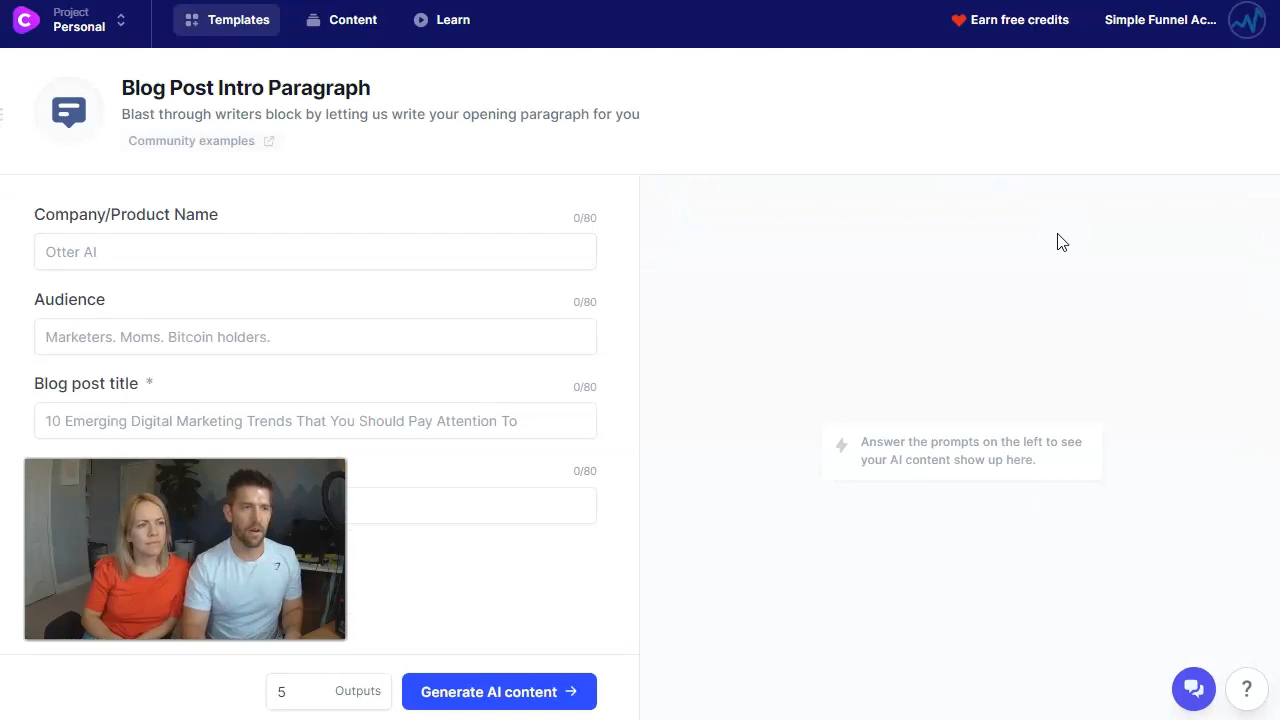 Project
Personal
Templates
Content
Learn
Earn free credits
Simple Funnel Ac...
Blog Post Intro Paragraph
Blast through writers block by letting us write your opening paragraph for you
Community examples
Company/Product Name
0/80
Otter AI
Audience
0/80
Marketers. Moms. Bitcoin holders.
Blog post title *
0/80
10 Emerging Digital Marketing Trends That You Should Pay Attention To
0/80
Answer the prompts on the left to see
your AI content show up here.
5 Outputs
Generate AI content →
?